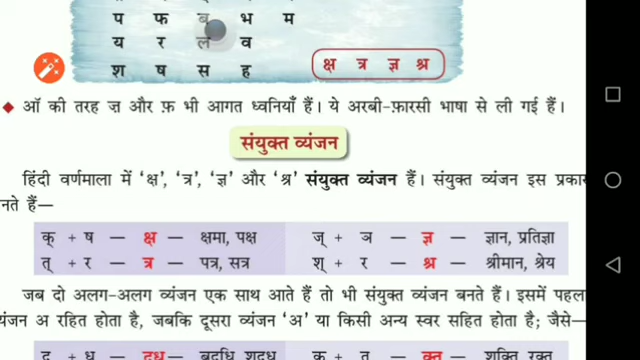 प फ ब भ म
य र ल व
श ष स ह
क्ष त्र ज्ञ श्र
ऑ की तरह ज़ और फ़ भी आगत ध्वनियाँ हैं। ये अरबी-फ़ारसी भाषा से ली गई हैं।
संयुक्त व्यंजन
हिंदी वर्णमाला में 'क्ष', 'त्र', 'ज्ञ' और 'श्र' संयुक्त व्यंजन हैं। संयुक्त व्यंजन इस प्रकार
नते हैं—
क् + ष — क्ष — क्षमा, पक्ष ज् + ञ — ज्ञ — ज्ञान, प्रतिज्ञा
त् + र — त्र — पत्र, सत्र श् + र — श्र — श्रीमान, श्रेय
जब दो अलग-अलग व्यंजन एक साथ आते हैं तो भी संयुक्त व्यंजन बनते हैं। इसमें पहला
यंजन अ रहित होता है, जबकि दूसरा व्यंजन 'अ' या किसी अन्य स्वर सहित होता है; जैसे—
द् + ध — द्ध — बुद्धि, शुद्ध क् + त — क्त — शक्ति, रक्त